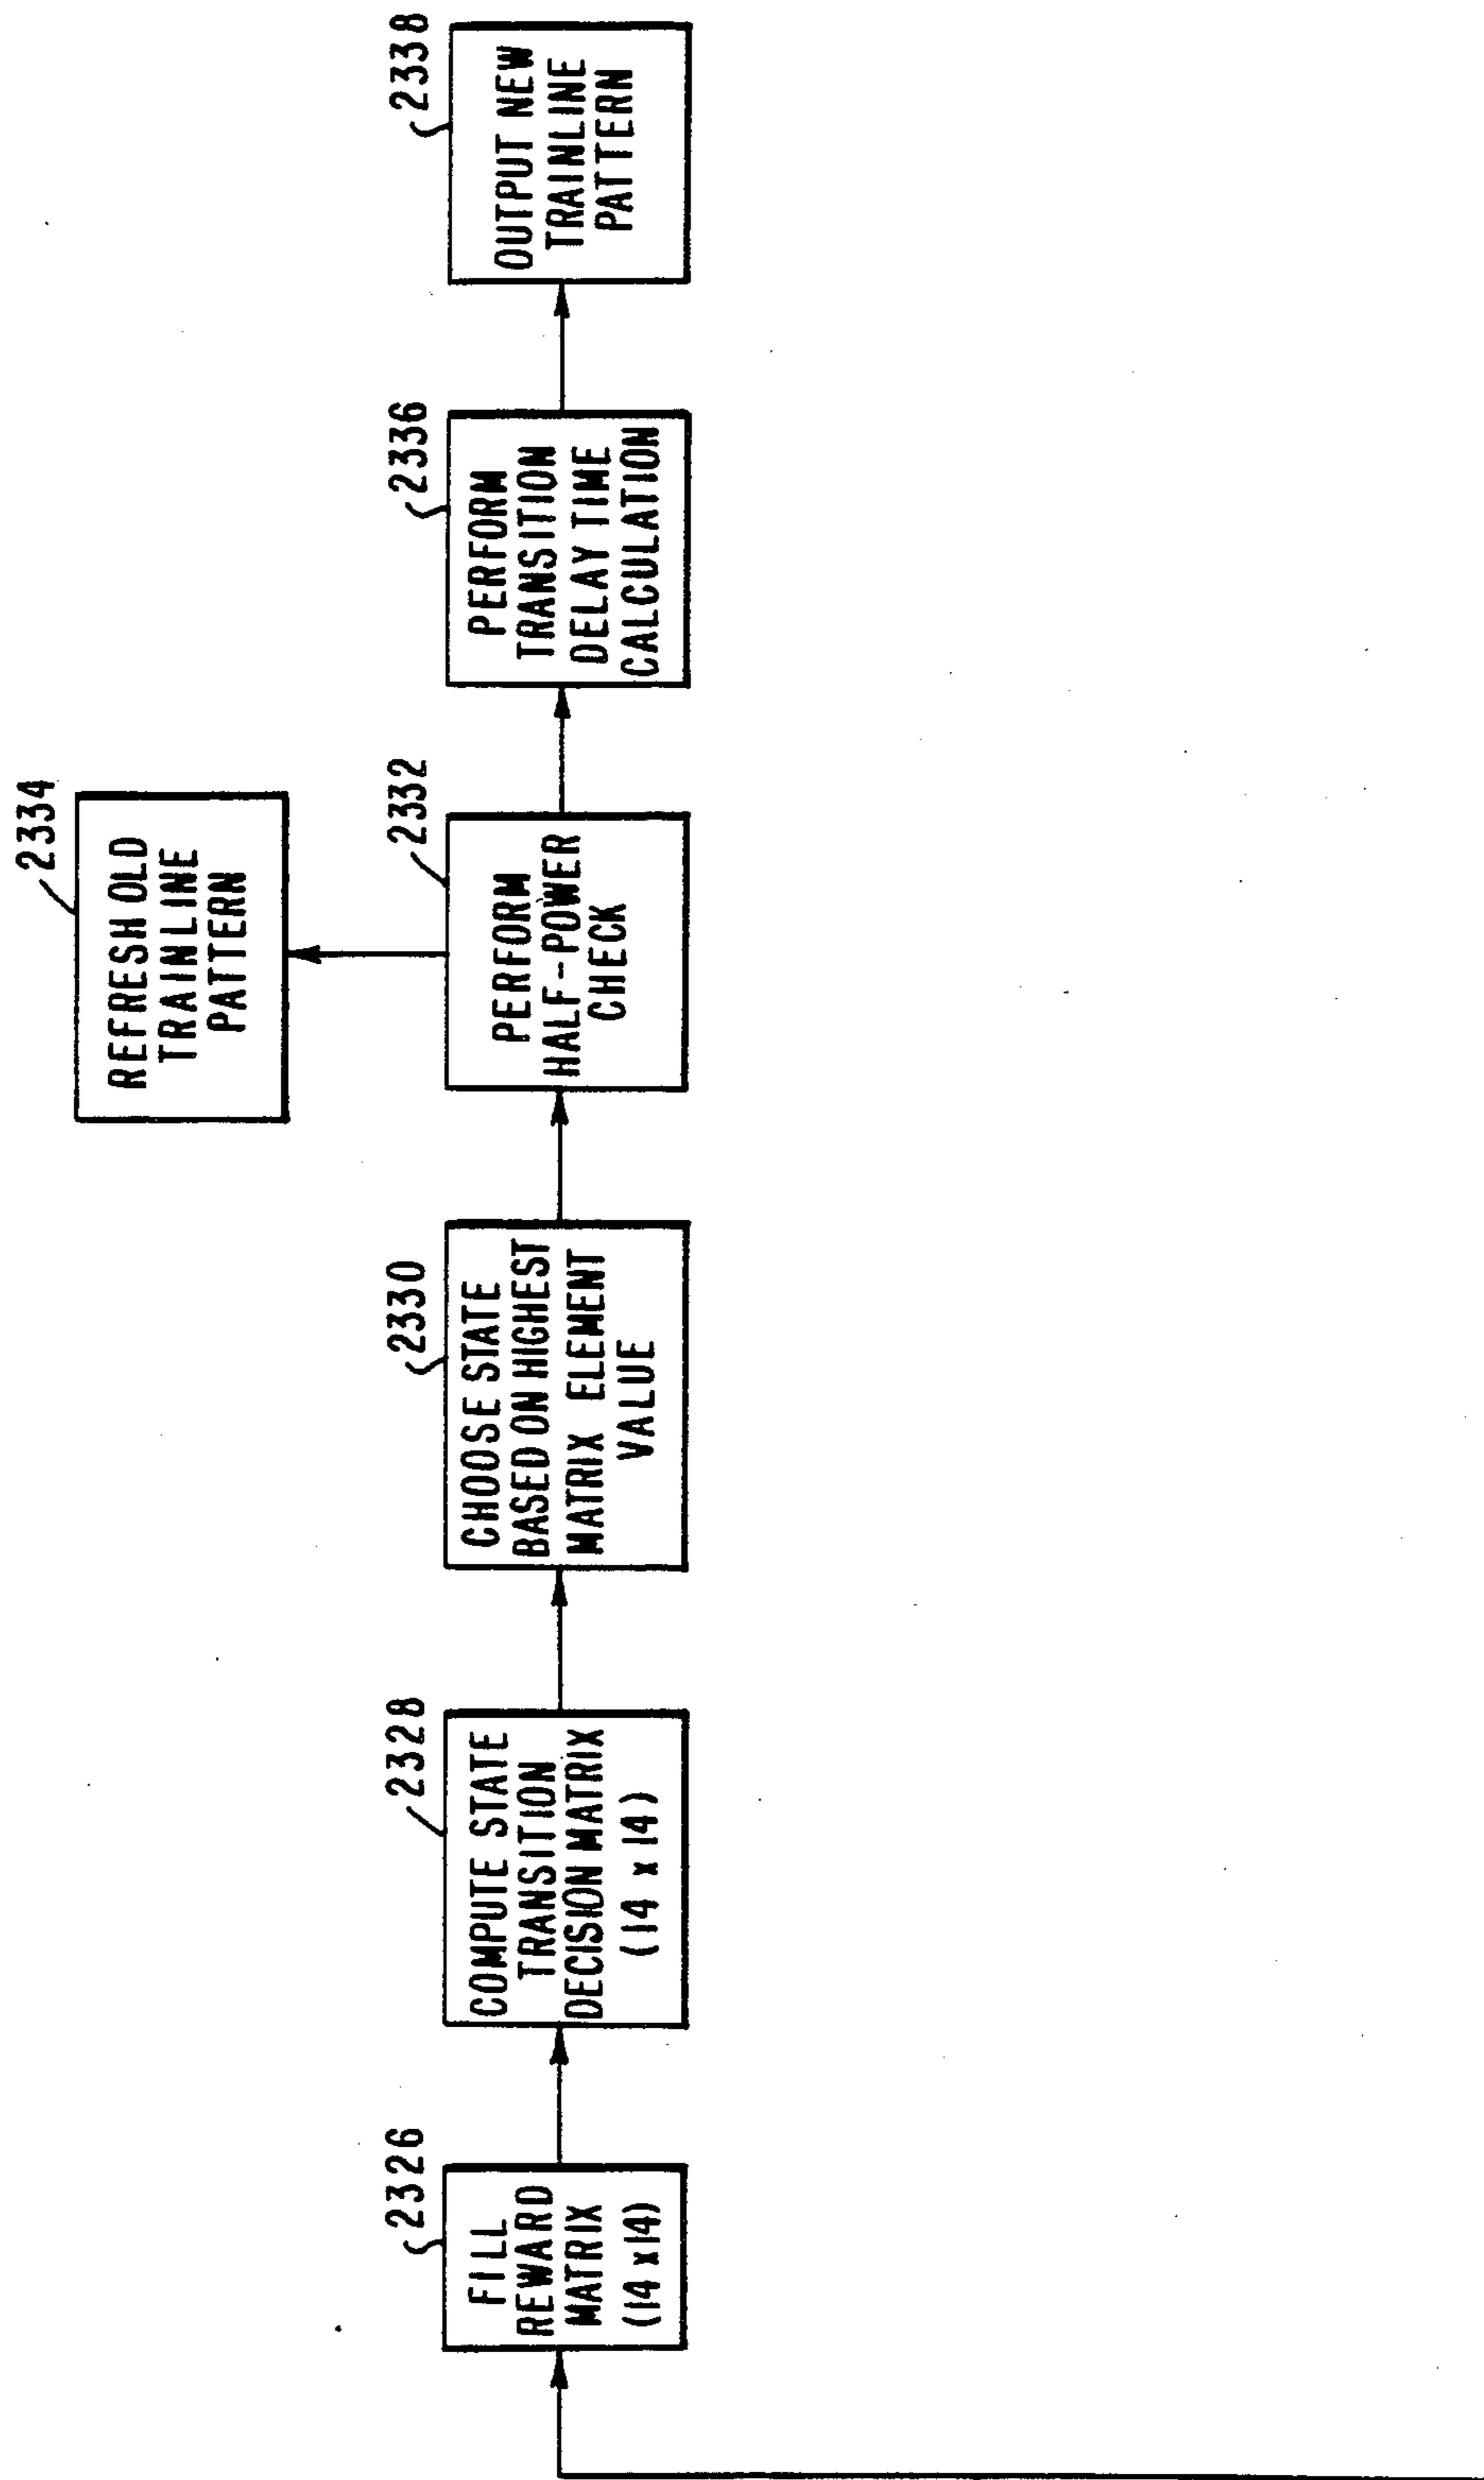 2326
FILL
REWARD
MATRIX
(14 x 14)
2328
COMPUTE STATE
TRANSITION
DECISION MATRIX
(14 x 14)
2330
CHOOSE STATE
BASED ON HIGHEST
MATRIX ELEMENT
VALUE
2332
PERFORM
HALF-POWER
CHECK
2334
REFRESH OLD
TRAINLINE
PATTERN
2336
PERFORM
TRANSITION
DELAY TIME
CALCULATION
2338
OUTPUT NEW
TRAINLINE
PATTERN